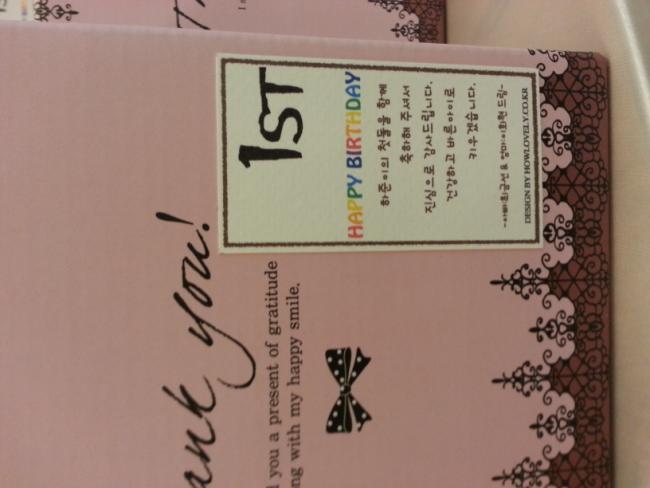 1ST
HAPPY BIRTHDAY
하준이의 첫돌을 함께
축하해 주셔서
진심으로 감사드립니다.
건강하고 바른아이로
키우겠습니다.
& 드림-
DESIGN BY HOWLOVELY.CO.KR
ank you!
you a present of gratitude
with my happy smile.